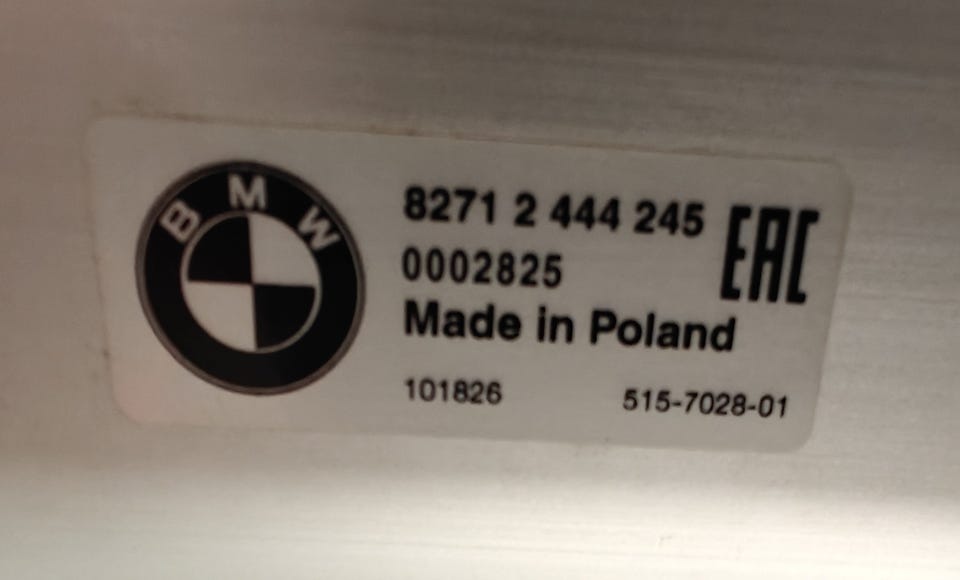 BMW
8271 2 444 245
EAC
0002825
Made in Poland
101826
515-7028-01